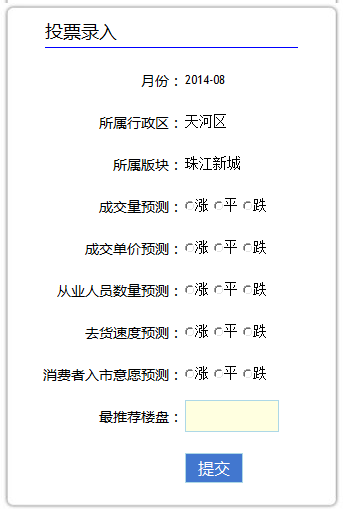 投票录入
月份： 2014-08
所属行政区： 天河区
所属版块： 珠江新城
成交量预测： 涨 平 跌
成交单价预测： 涨 平 跌
从业人员数量预测： 涨 平 跌
去货速度预测： 涨 平 跌
消费者入市意愿预测： 涨 平 跌
最推荐楼盘：
提交